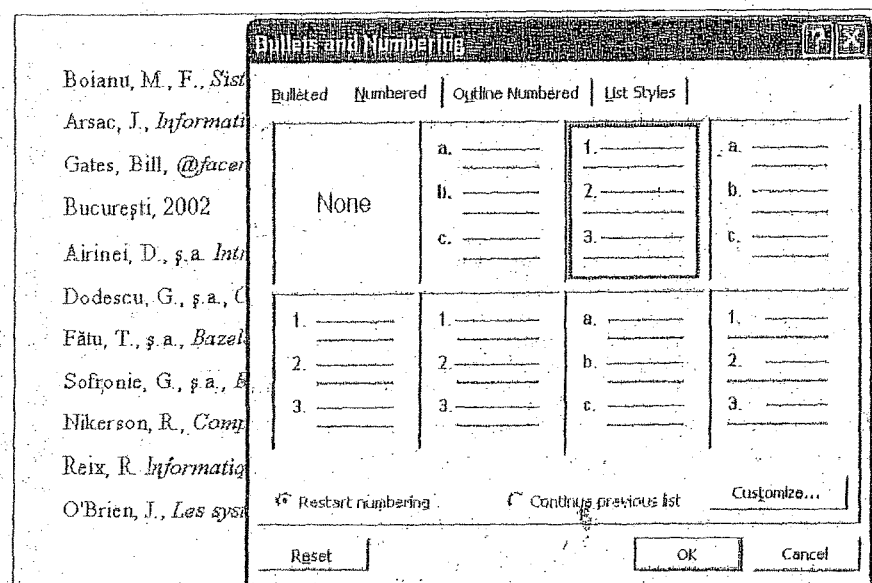 Boianu, M., F., Sist
Arsac, J., Informati
Gates, Bill, @facer
București, 2002
Airinei, D., ș.a. Intr
Dodescu, G., ș.a., C
Fătu, T., ș.a., Bazel
Sofronie, G., ș.a., B
Nikerson, R., Comp
Reix, R. Informatiq
O'Brien, J., Les syst
Bullets and Numbering
Bulleted Numbered Outline Numbered List Styles
None
a.
b.
c.
1.
2.
3.
a.
b.
c.
1.
2.
3.
1.
2.
3.
a.
b.
c.
1.
2.
3.
Restart numbering Continue previous list Customize...
Reset OK Cancel